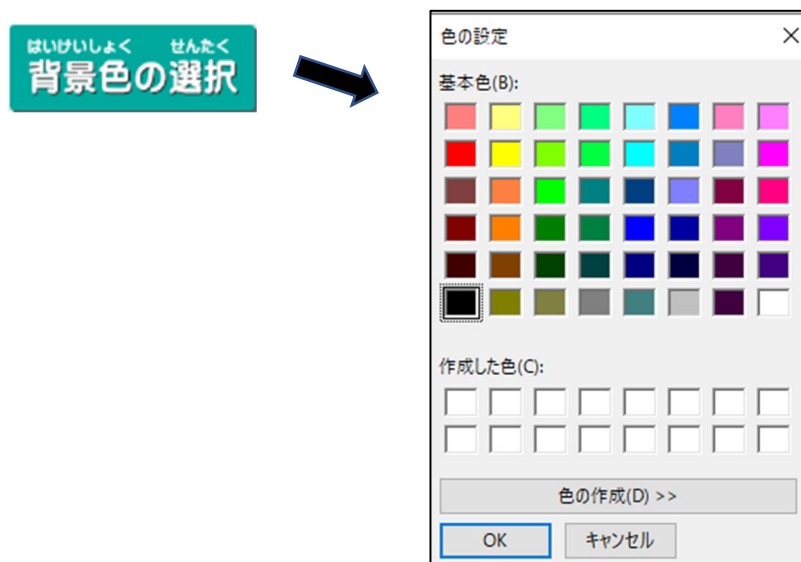 はいけいしょく せんたく
背景色の選択
色の設定
基本色(B):
作成した色(C):
色の作成(D) >>
OK キャンセル